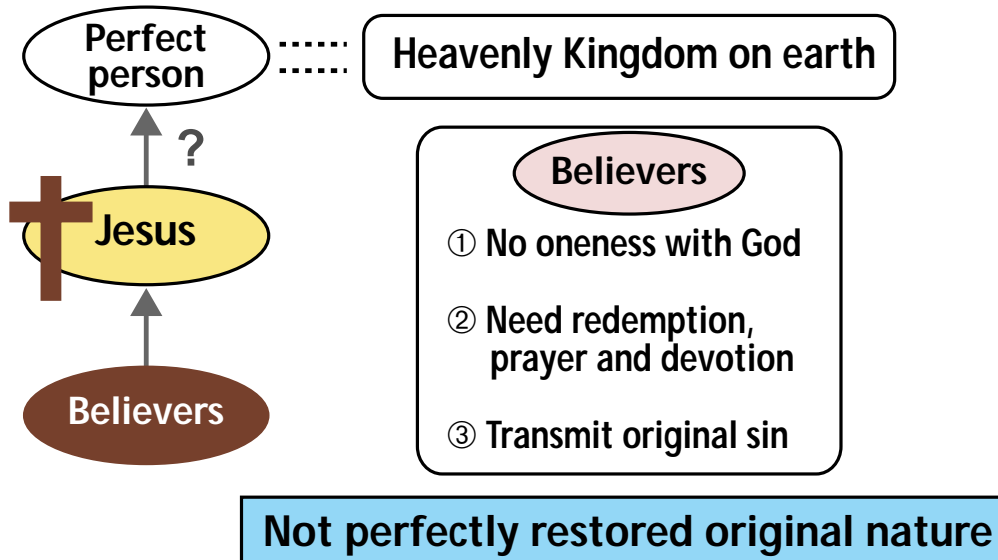 Perfect
person
Heavenly Kingdom on earth
?
Jesus
Believers
Believers
① No oneness with God
② Need redemption,
prayer and devotion
③ Transmit original sin
Not perfectly restored original nature